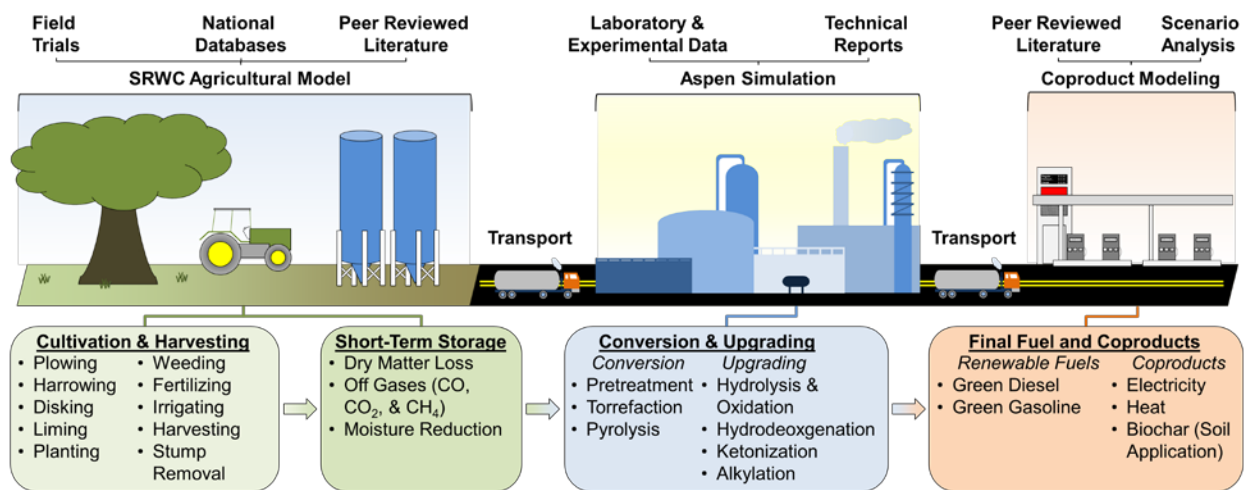 Field
Trials
National
Databases
Peer Reviewed
Literature
Laboratory &
Experimental Data
Technical
Reports
Peer Reviewed
Literature
Scenario
Analysis
SRWC Agricultural Model
Aspen Simulation
Coproduct Modeling
Transport
Transport
Cultivation & Harvesting
• Plowing
• Harrowing
• Disking
• Liming
• Planting
• Weeding
• Fertilizing
• Irrigating
• Harvesting
• Stump
Removal
Short-Term Storage
• Dry Matter Loss
• Off Gases (CO,
CO₂, & CH₄)
• Moisture Reduction
Conversion & Upgrading
Conversion
• Pretreatment
• Torrefaction
• Pyrolysis
Upgrading
• Hydrolysis &
Oxidation
• Hydrodeoxgenation
• Ketonization
• Alkylation
Final Fuel and Coproducts
Renewable Fuels
• Green Diesel
• Green Gasoline
Coproducts
• Electricity
• Heat
• Biochar (Soil
Application)